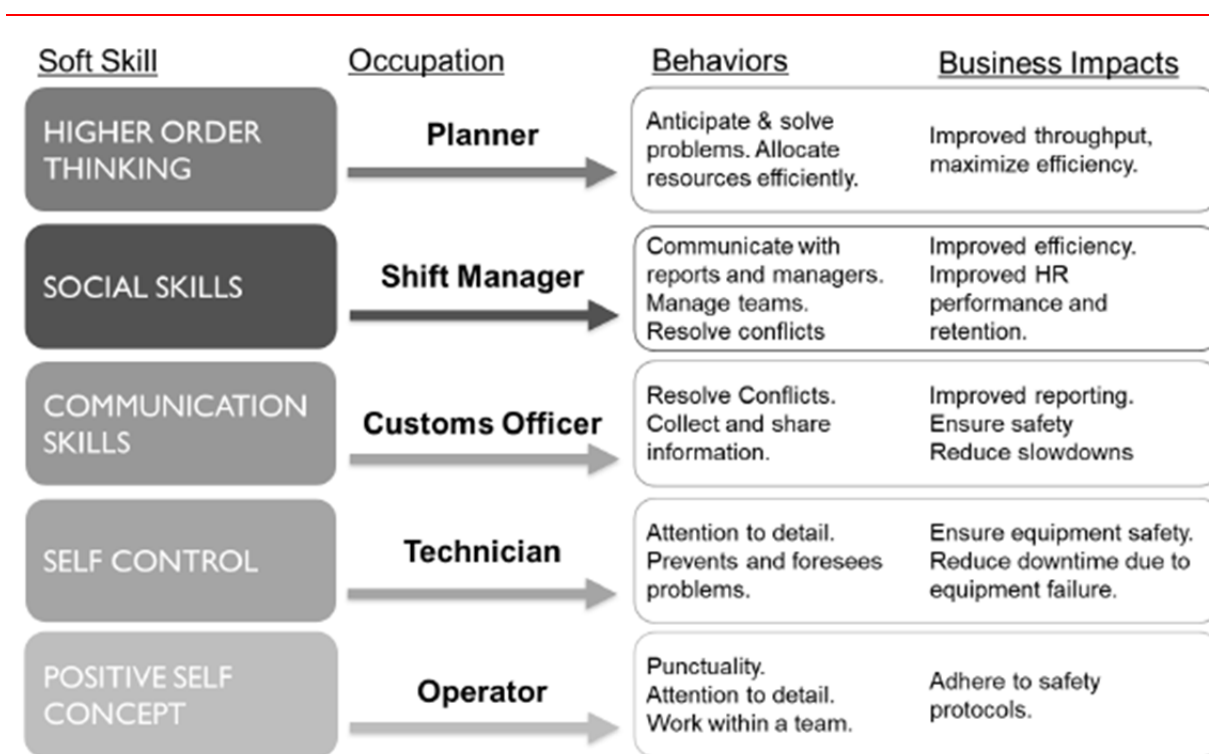 Soft Skill
Occupation
Behaviors
Business Impacts
HIGHER ORDER
THINKING
Planner
Anticipate & solve
problems. Allocate
resources efficiently.
Improved throughput,
maximize efficiency.
SOCIAL SKILLS
Shift Manager
Communicate with
reports and managers.
Manage teams.
Resolve conflicts
Improved efficiency.
Improved HR
performance and
retention.
COMMUNICATION
SKILLS
Customs Officer
Resolve Conflicts.
Collect and share
information.
Improved reporting.
Ensure safety
Reduce slowdowns
SELF CONTROL
Technician
Attention to detail.
Prevents and foresees
problems.
Ensure equipment safety.
Reduce downtime due to
equipment failure.
POSITIVE SELF
CONCEPT
Operator
Punctuality.
Attention to detail.
Work within a team.
Adhere to safety
protocols.